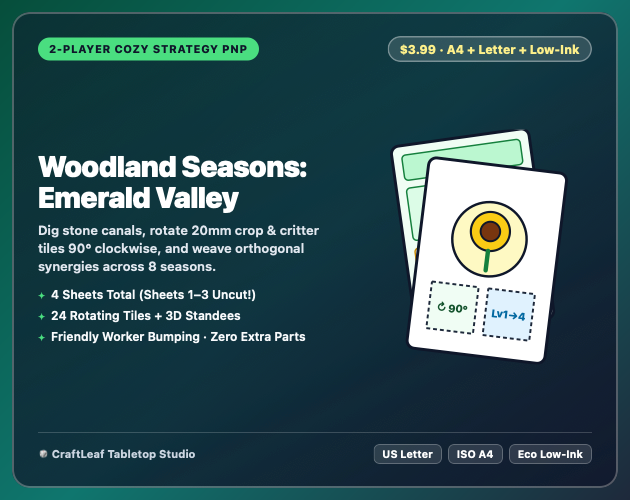 2-PLAYER COZY STRATEGY PNP
$3.99 · A4 + Letter + Low-Ink
Woodland Seasons:
Emerald Valley
Dig stone canals, rotate 20mm crop & critter
tiles 90° clockwise, and weave orthogonal
synergies across 8 seasons.
4 Sheets Total (Sheets 1–3 Uncut!)
24 Rotating Tiles + 3D Standees
Friendly Worker Bumping · Zero Extra Parts
↻ 90°
Lv1→4
CraftLeaf Tabletop Studio
US Letter
ISO A4
Eco Low-Ink